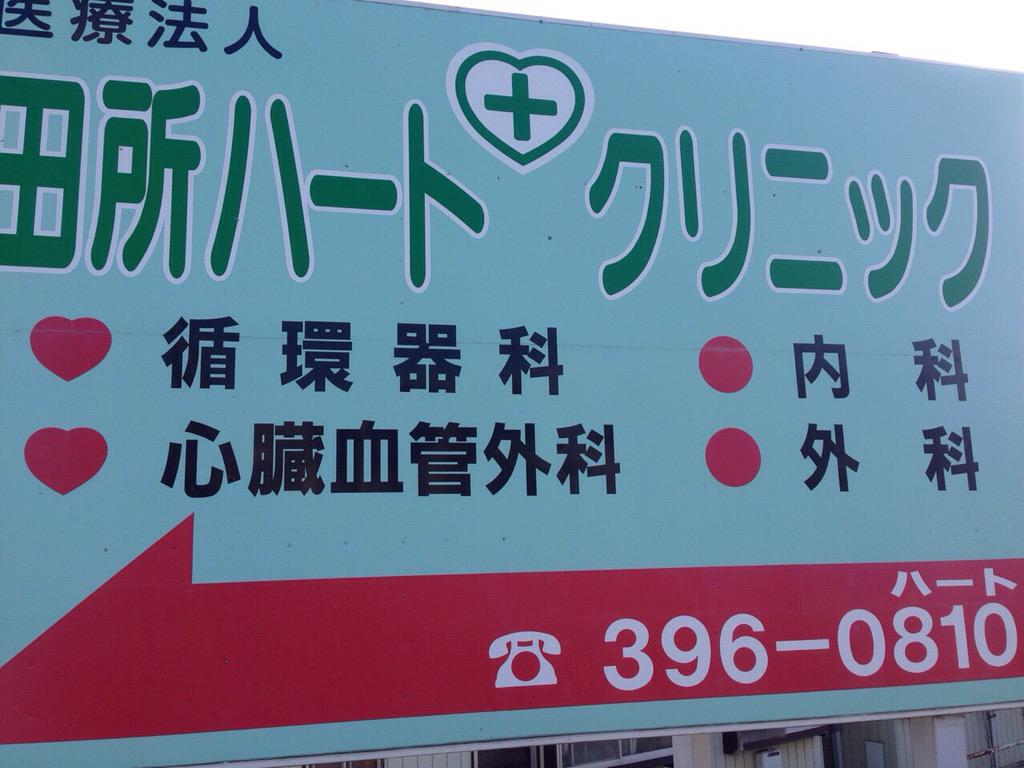 医療法人
田所ハートクリニック
循環器科 内科
心臓血管外科 外科
ハート
396-0810